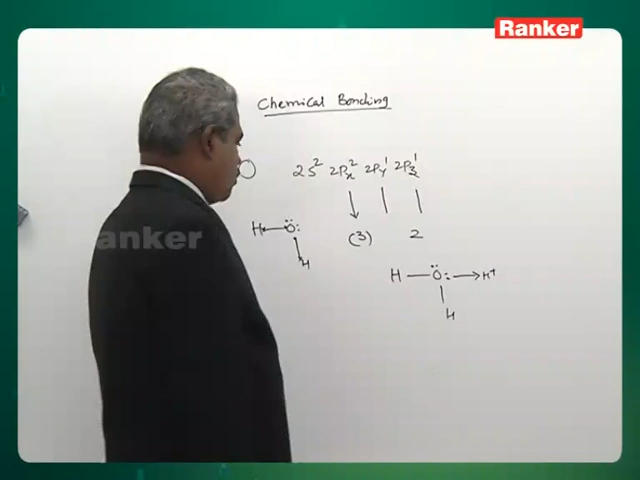 Ranker
Chemical Bonding
O 2S² 2Px² 2Py¹ 2Pz¹
(3) 2
H—Ö:
H
H — Ö: → H⁺
H
anker